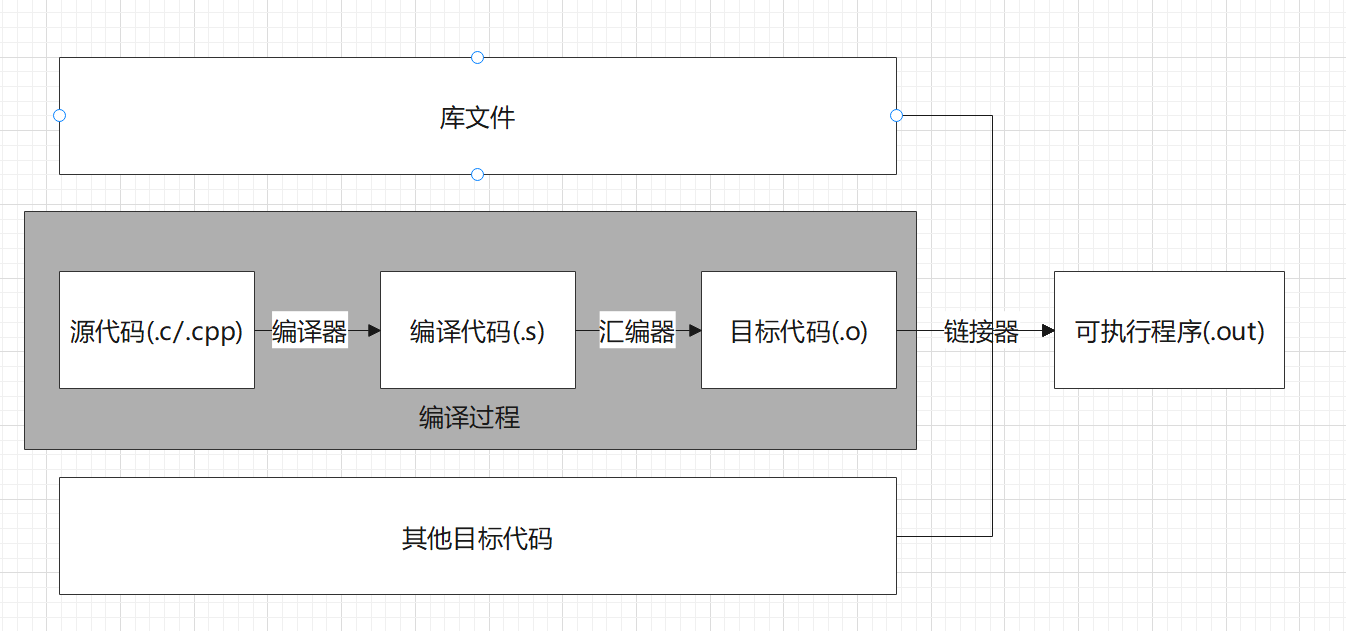 库文件
源代码(.c/.cpp)
编译器
编译代码(.s)
汇编器
目标代码(.o)
链接器
可执行程序(.out)
编译过程
其他目标代码